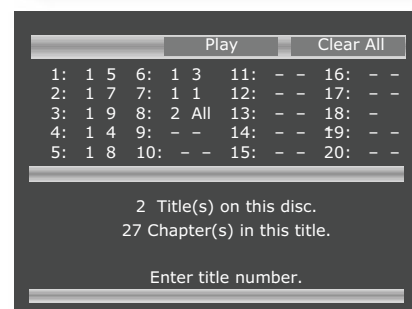 Play Clear All
1: 1 5 6: 1 3 11: – – 16: – –
2: 1 7 7: 1 1 12: – – 17: – –
3: 1 9 8: 2 All 13: – – 18: –
4: 1 4 9: – – 14: – – 19: – –
5: 1 8 10: – – 15: – – 20: – –
2 Title(s) on this disc.
27 Chapter(s) in this title.
Enter title number.